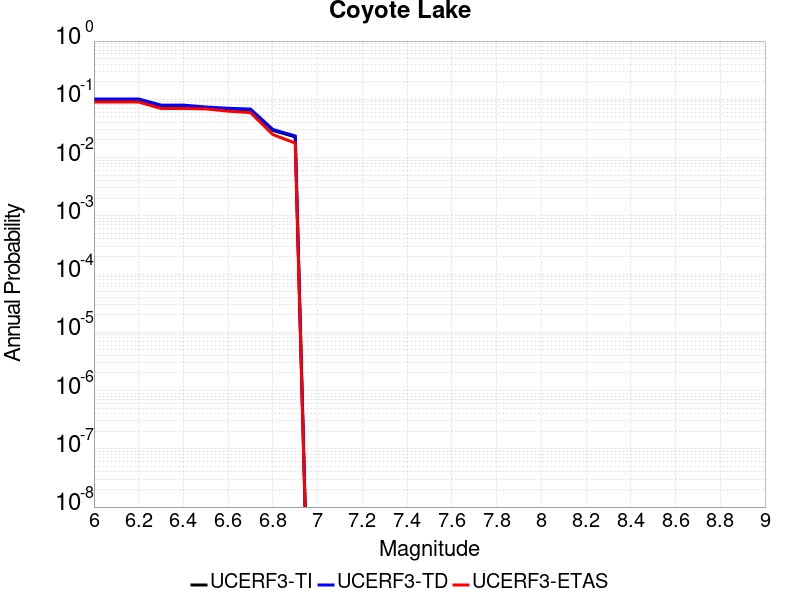 Coyote Lake
Annual Probability
10^0
10^-1
10^-2
10^-3
10^-4
10^-5
10^-6
10^-7
10^-8
6 6.2 6.4 6.6 6.8 7 7.2 7.4 7.6 7.8 8 8.2 8.4 8.6 8.8 9
Magnitude
UCERF3-TI UCERF3-TD UCERF3-ETAS